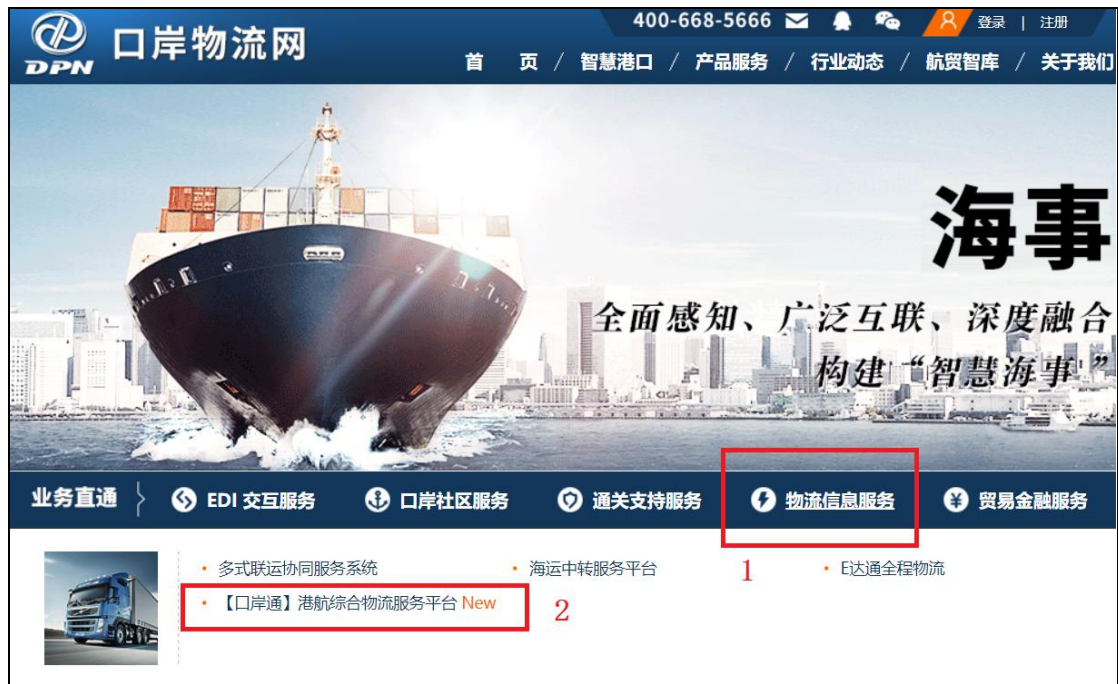 400-668-5666 登录 | 注册
DPN 口岸物流网
首 页 / 智慧港口 / 产品服务 / 行业动态 / 航贸智库 / 关于我们
海事
全面感知、广泛互联、深度融合
构建“智慧海事”
业务直通 EDI 交互服务 口岸社区服务 通关支持服务 物流信息服务 贸易金融服务
· 多式联运协同服务系统 · 海运中转服务平台 1 · E达通全程物流
· 【口岸通】港航综合物流服务平台 New 2